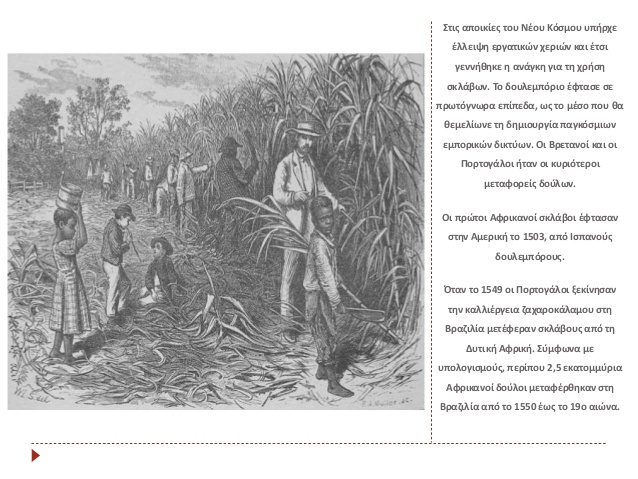 Στις αποικίες του Νέου Κόσμου υπήρχε
έλλειψη εργατικών χεριών και έτσι
γεννήθηκε η ανάγκη για τη χρήση
σκλάβων. Το δουλεμπόριο έφτασε σε
πρωτόγνωρα επίπεδα, ως το μέσο που θα
θεμελίωνε τη δημιουργία παγκόσμιων
εμπορικών δικτύων. Οι Βρετανοί και οι
Πορτογάλοι ήταν οι κυριότεροι
μεταφορείς δούλων.
Οι πρώτοι Αφρικανοί σκλάβοι έφτασαν
στην Αμερική το 1503, από Ισπανούς
δουλεμπόρους.
Όταν το 1549 οι Πορτογάλοι ξεκίνησαν
την καλλιέργεια ζαχαροκάλαμου στη
Βραζιλία μετέφεραν σκλάβους από τη
Δυτική Αφρική. Σύμφωνα με
υπολογισμούς, περίπου 2,5 εκατομμύρια
Αφρικανοί δούλοι μεταφέρθηκαν στη
Βραζιλία από το 1550 έως το 19ο αιώνα.